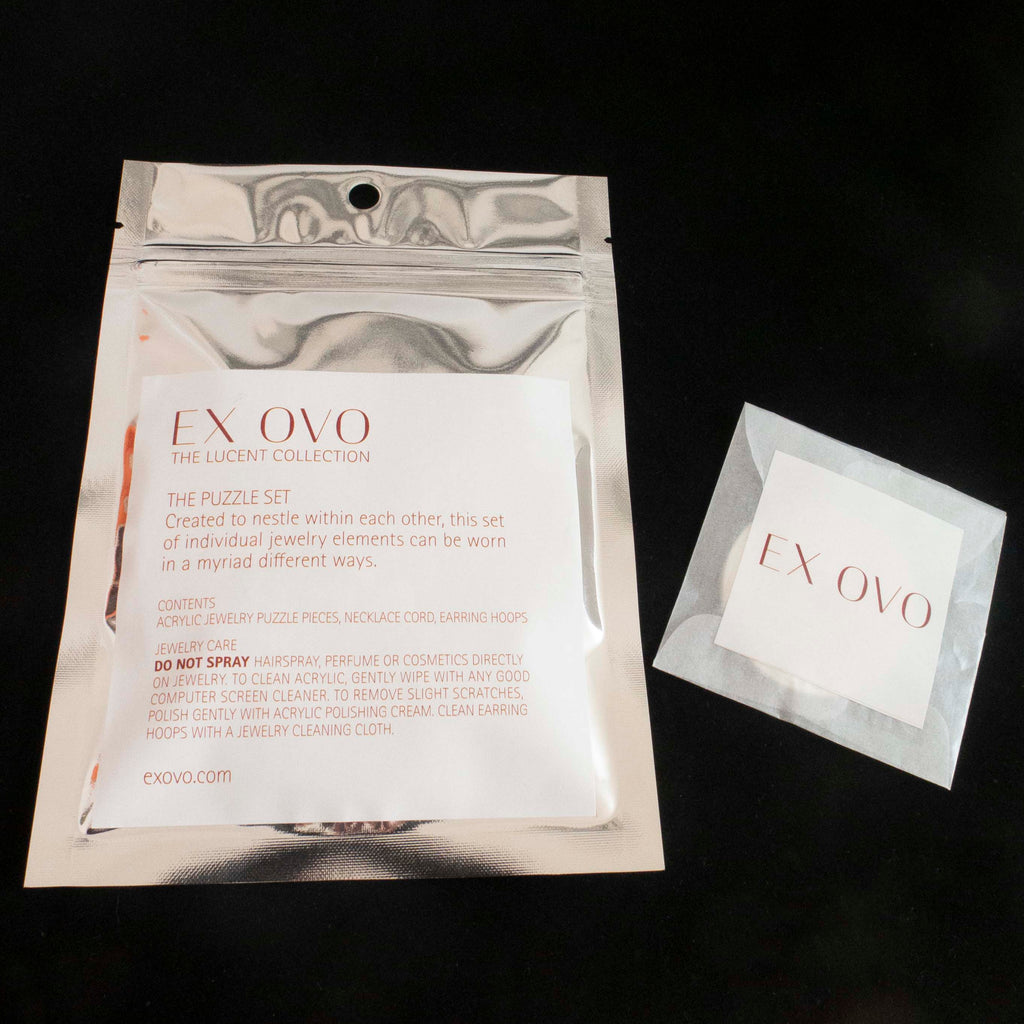 EX OVO
THE LUCENT COLLECTION
THE PUZZLE SET
Created to nestle within each other, this set
of individual jewelry elements can be worn
in a myriad different ways.
CONTENTS
ACRYLIC JEWELRY PUZZLE PIECES, NECKLACE CORD, EARRING HOOPS
JEWELRY CARE
DO NOT SPRAY HAIRSPRAY, PERFUME OR COSMETICS DIRECTLY
ON JEWELRY. TO CLEAN ACRYLIC, GENTLY WIPE WITH ANY GOOD
COMPUTER SCREEN CLEANER. TO REMOVE SLIGHT SCRATCHES,
POLISH GENTLY WITH ACRYLIC POLISHING CREAM. CLEAN EARRING
HOOPS WITH A JEWELRY CLEANING CLOTH.
exovo.com
EX OVO